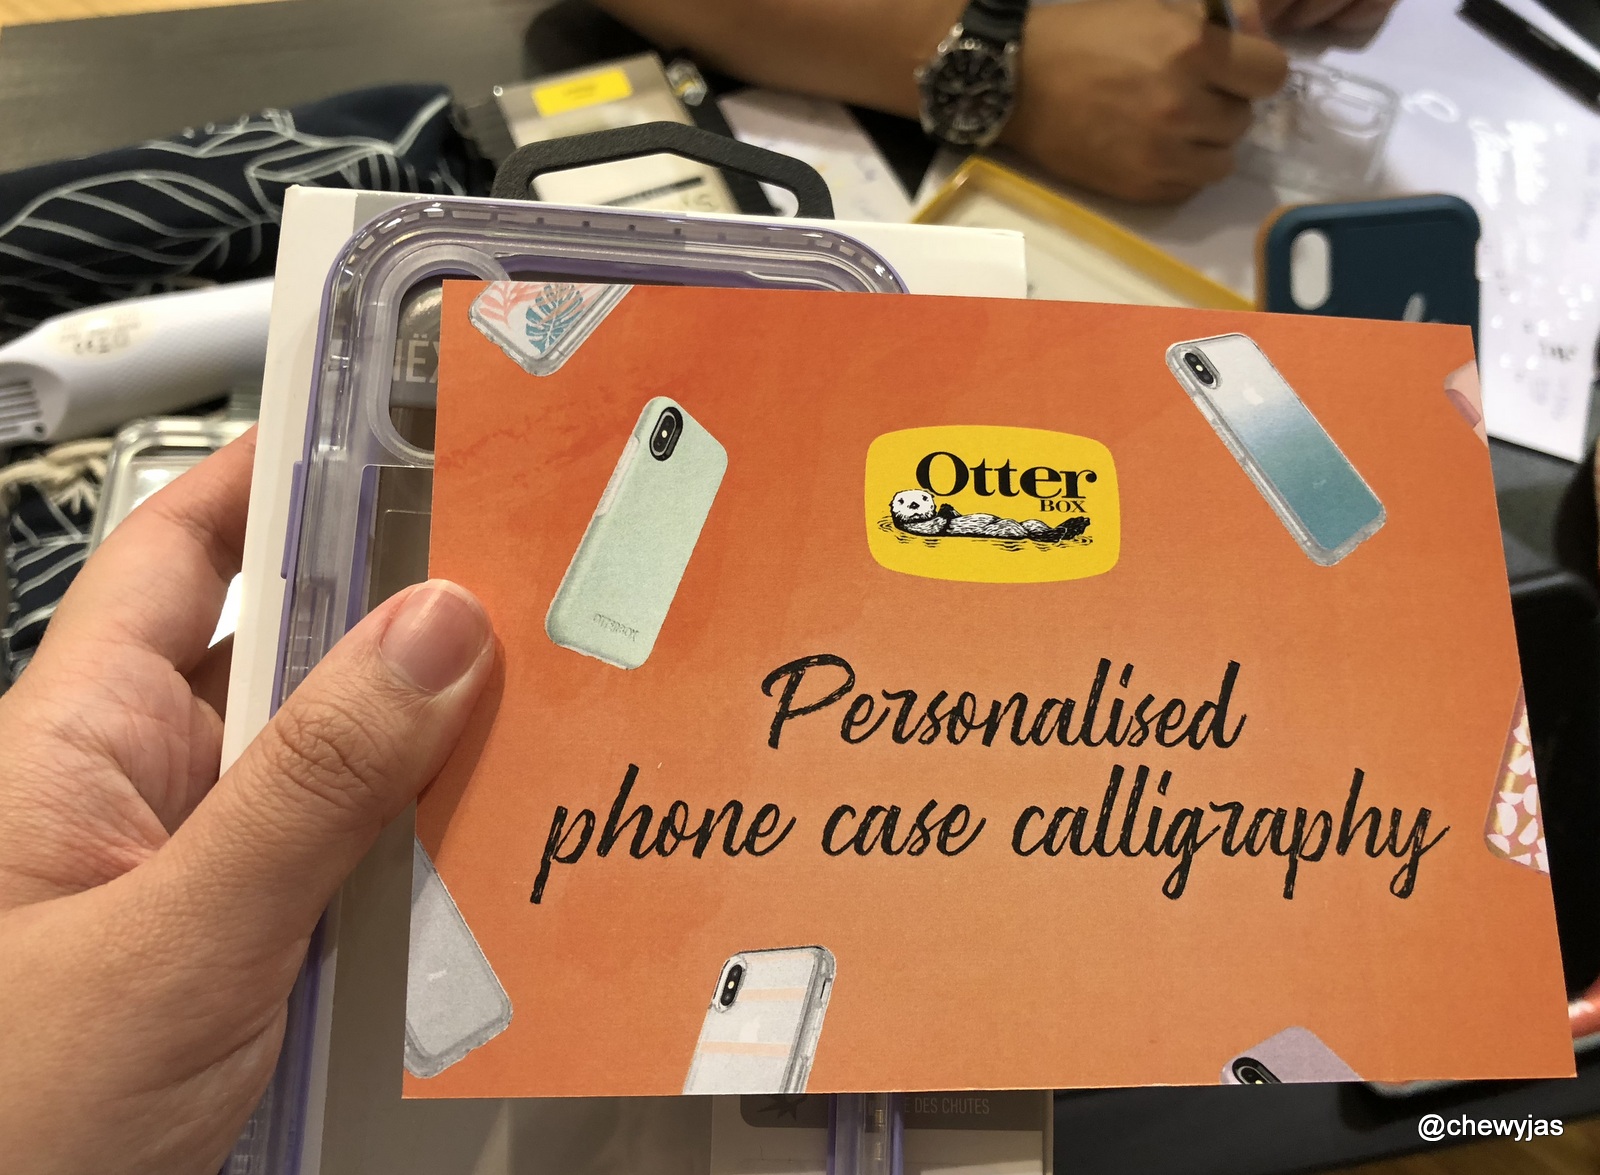 Otter
BOX
OTTERBOX
Personalised
phone case calligraphy
E DES CHUTES
@chewyjas